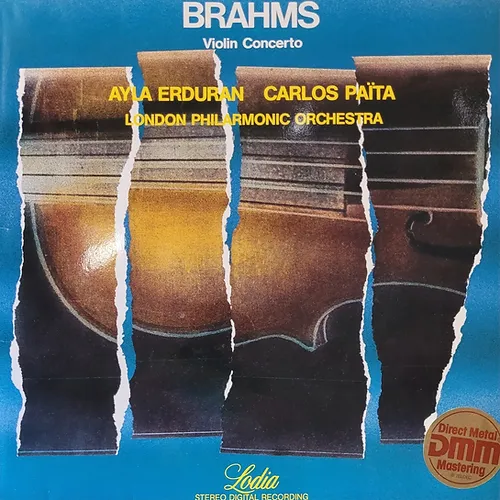 BRAHMS
Violin Concerto
AYLA ERDURAN CARLOS PAÏTA
LONDON PHILARMONIC ORCHESTRA
Direct Metal
DMM
Mastering
Lodia
STEREO DIGITAL RECORDING